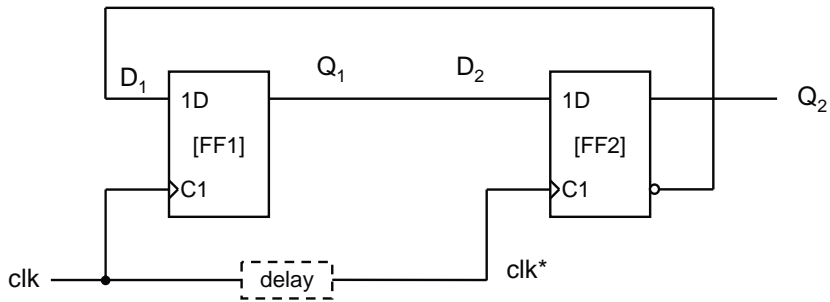 D1
Q1
D2
1D
[FF1]
C1
1D
[FF2]
C1
Q2
clk
delay
clk*